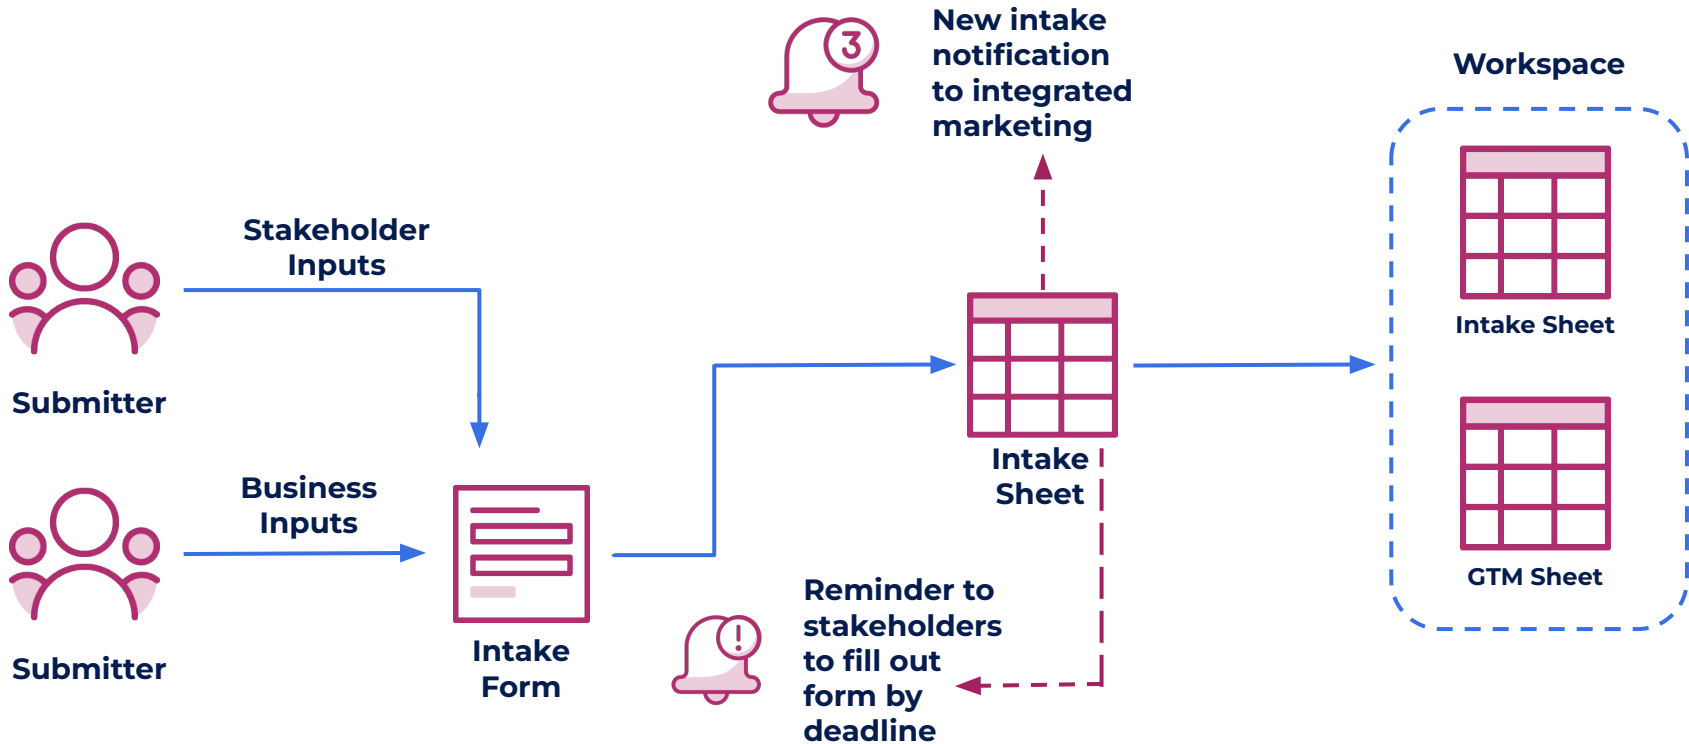 New intake
notification
to integrated
marketing
3
Workspace
Stakeholder
Inputs
Submitter
Intake Sheet
Business
Inputs
Intake
Sheet
Submitter
Intake
Form
!
Reminder to
stakeholders
to fill out
form by
deadline
GTM Sheet